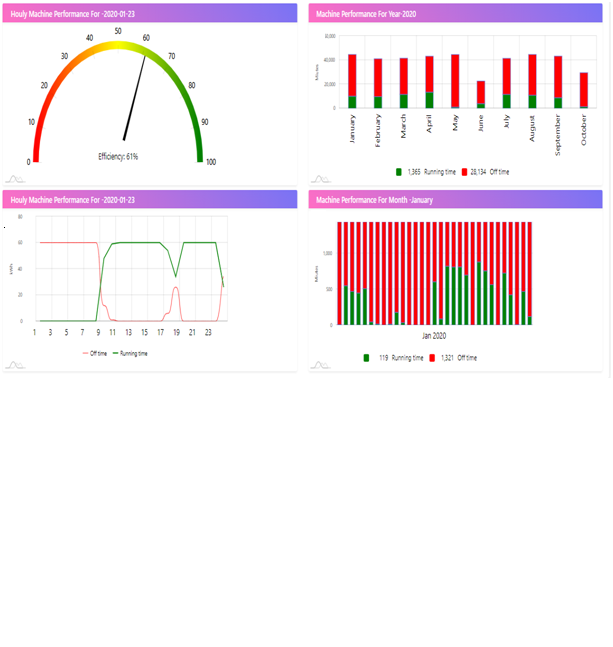 Houly Machine Performance For -2020-01-23
0
10
20
30
40
50
60
70
80
90
100
Efficiency: 61%
Machine Performance For Year-2020
60,000
40,000
20,000
0
Minutes
January
February
March
April
May
June
July
August
September
October
1,365 Running time
28,134 Off time
Houly Machine Performance For -2020-01-23
80
60
40
20
0
1 3 5 7 9 11 13 15 17 19 21 23
Off time
Running time
Machine Performance For Month -January
1,000
500
0
Minutes
Jan 2020
119 Running time
1,321 Off time